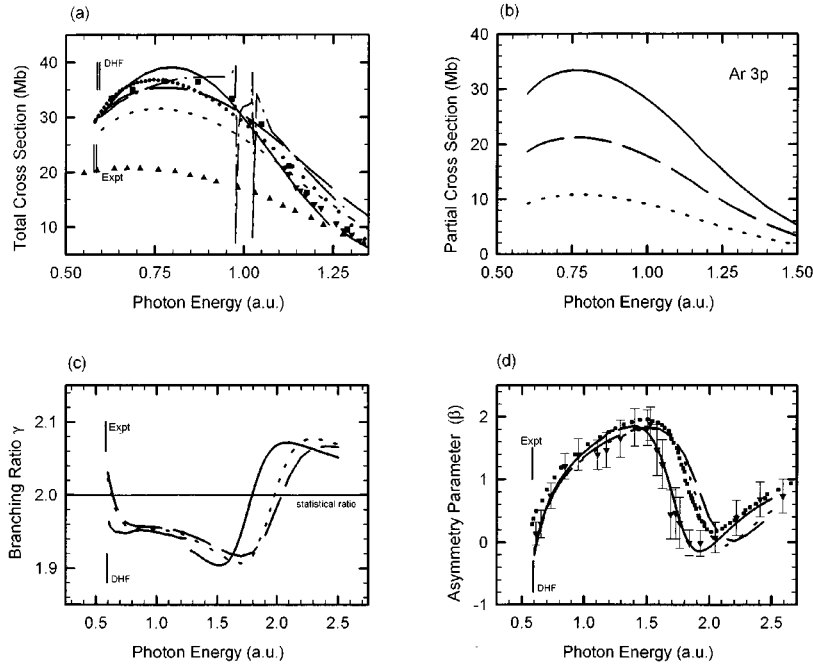 (a)
(b)
40
DHF
30
20
Expt
10
0.50
0.75
1.00
1.25
Total Cross Section (Mb)
Photon Energy (a.u.)
40
Ar 3p
30
20
10
0
0.50
0.75
1.00
1.25
1.50
Partial Cross Section (Mb)
Photon Energy (a.u.)
(c)
(d)
2.1
Expt
2.0
statistical ratio
1.9
DHF
0.5
1.0
1.5
2.0
2.5
Branching Ratio γ
Photon Energy (a.u.)
2
Expt
1
0
DHF
-1
0.5
1.0
1.5
2.0
2.5
Asymmetry Parameter (β)
Photon Energy (a.u.)